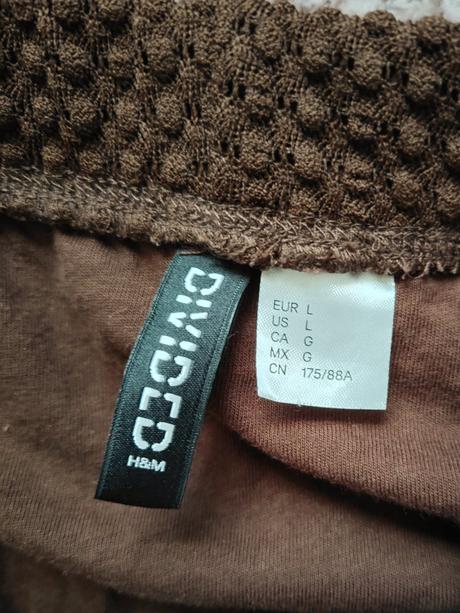 DIVIDED
H&M
EUR L
US L
CA G
MX G
CN 175/88A